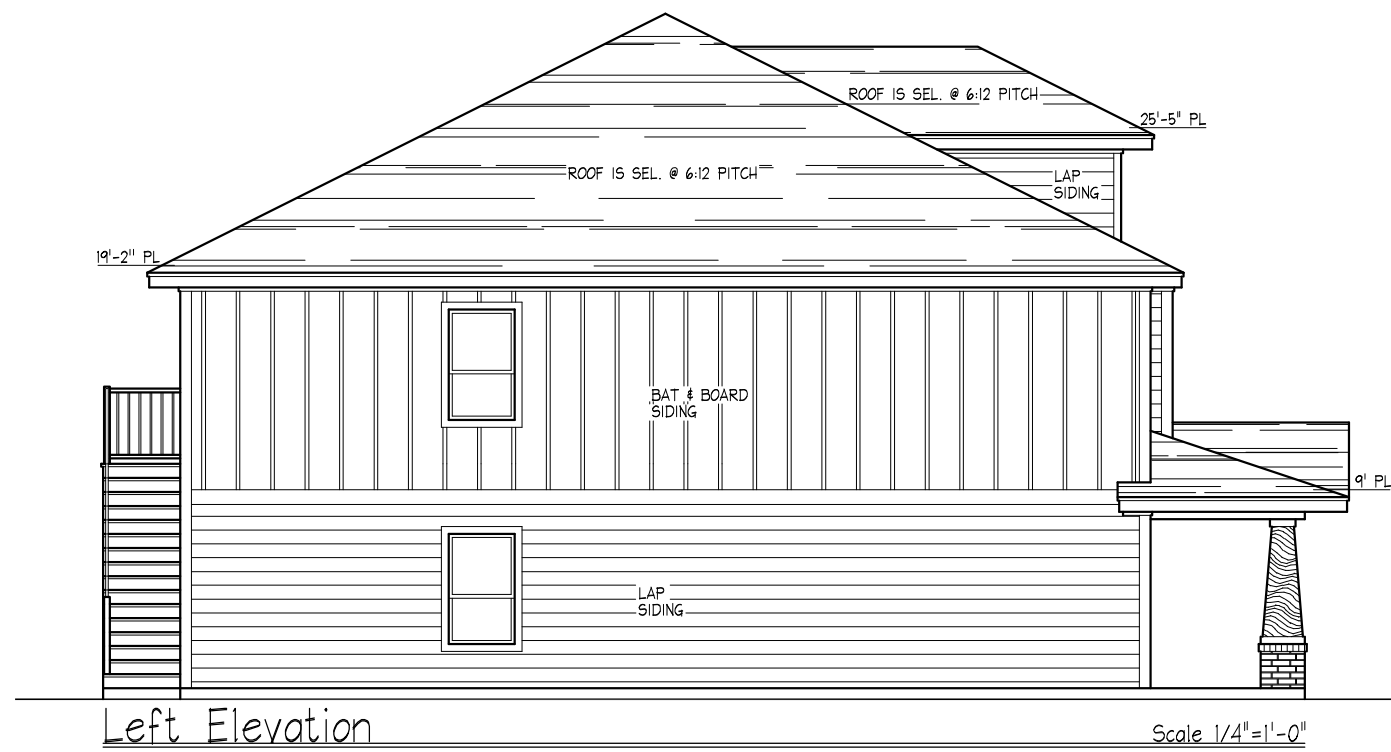 ROOF IS SEL. @ 6:12 PITCH
25'-5" PL
ROOF IS SEL. @ 6:12 PITCH
LAP
SIDING
19'-2" PL
BAT & BOARD
SIDING
9' PL
LAP
SIDING
Left Elevation
Scale 1/4"=1'-0"